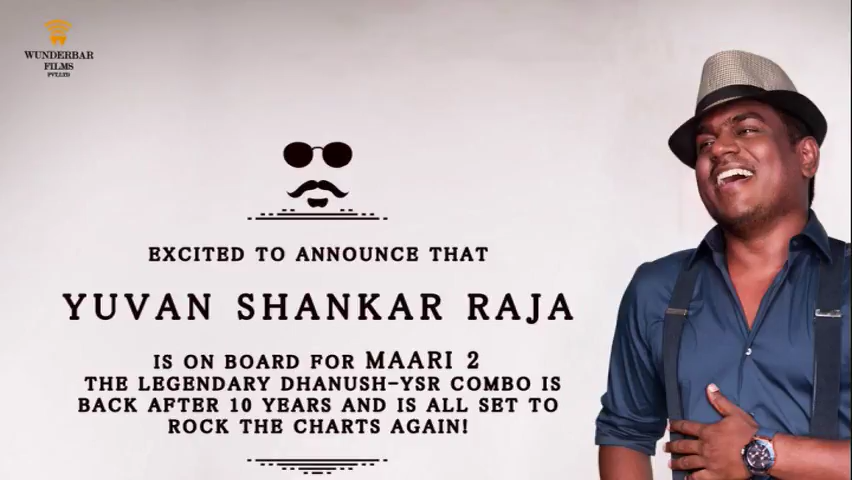 WUNDERBAR
FILMS
PVT.LTD
EXCITED TO ANNOUNCE THAT
YUVAN SHANKAR RAJA
IS ON BOARD FOR MAARI 2
THE LEGENDARY DHANUSH-YSR COMBO IS
BACK AFTER 10 YEARS AND IS ALL SET TO
ROCK THE CHARTS AGAIN!